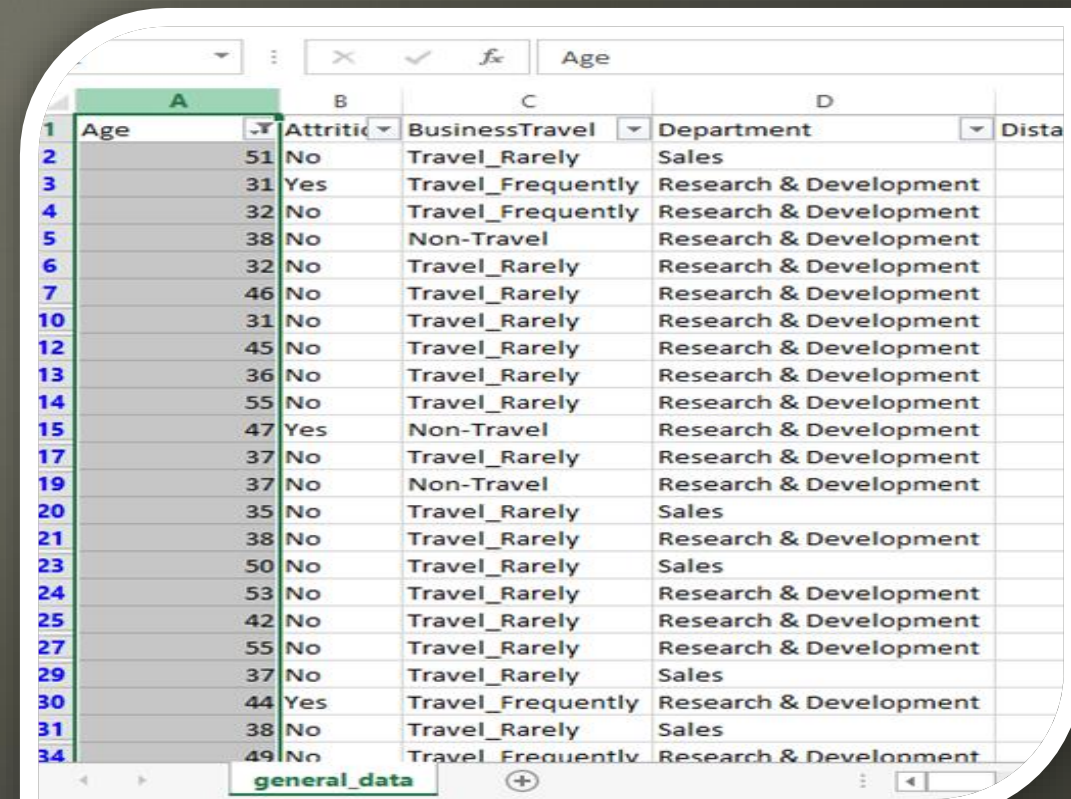 fx Age
A B C D
1 Age Attritic BusinessTravel Department Dista
2 51 No Travel_Rarely Sales
3 31 Yes Travel_Frequently Research & Development
4 32 No Travel_Frequently Research & Development
5 38 No Non-Travel Research & Development
6 32 No Travel_Rarely Research & Development
7 46 No Travel_Rarely Research & Development
10 31 No Travel_Rarely Research & Development
12 45 No Travel_Rarely Research & Development
13 36 No Travel_Rarely Research & Development
14 55 No Travel_Rarely Research & Development
15 47 Yes Non-Travel Research & Development
17 37 No Travel_Rarely Research & Development
19 37 No Non-Travel Research & Development
20 35 No Travel_Rarely Sales
21 38 No Travel_Rarely Research & Development
23 50 No Travel_Rarely Sales
24 53 No Travel_Rarely Research & Development
25 42 No Travel_Rarely Research & Development
27 55 No Travel_Rarely Research & Development
29 37 No Travel_Rarely Sales
30 44 Yes Travel_Frequently Research & Development
31 38 No Travel_Rarely Sales
34 49 No Travel_Frequently Research & Development
general_data